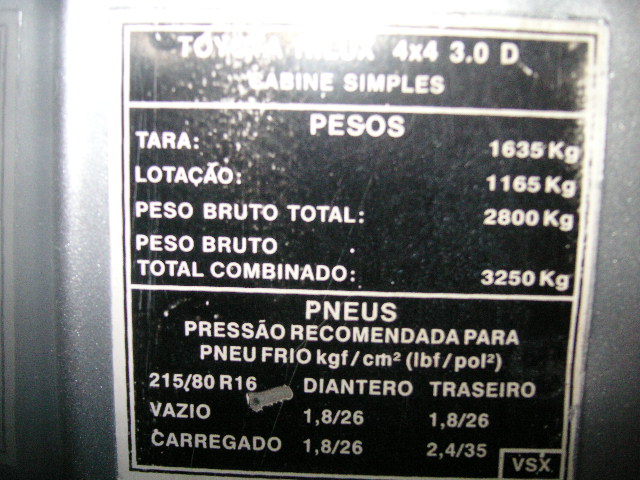 TOYOTA HILUX 4x4 3.0 D
CABINE SIMPLES
PESOS
TARA: 1635 Kg
LOTAÇÃO: 1165 Kg
PESO BRUTO TOTAL: 2800 Kg
PESO BRUTO
TOTAL COMBINADO: 3250 Kg
PNEUS
PRESSÃO RECOMENDADA PARA
PNEU FRIO kgf/cm² (lbf/pol²)
215/80 R16 DIANTERO TRASEIRO
VAZIO 1,8/26 1,8/26
CARREGADO 1,8/26 2,4/35
VSX